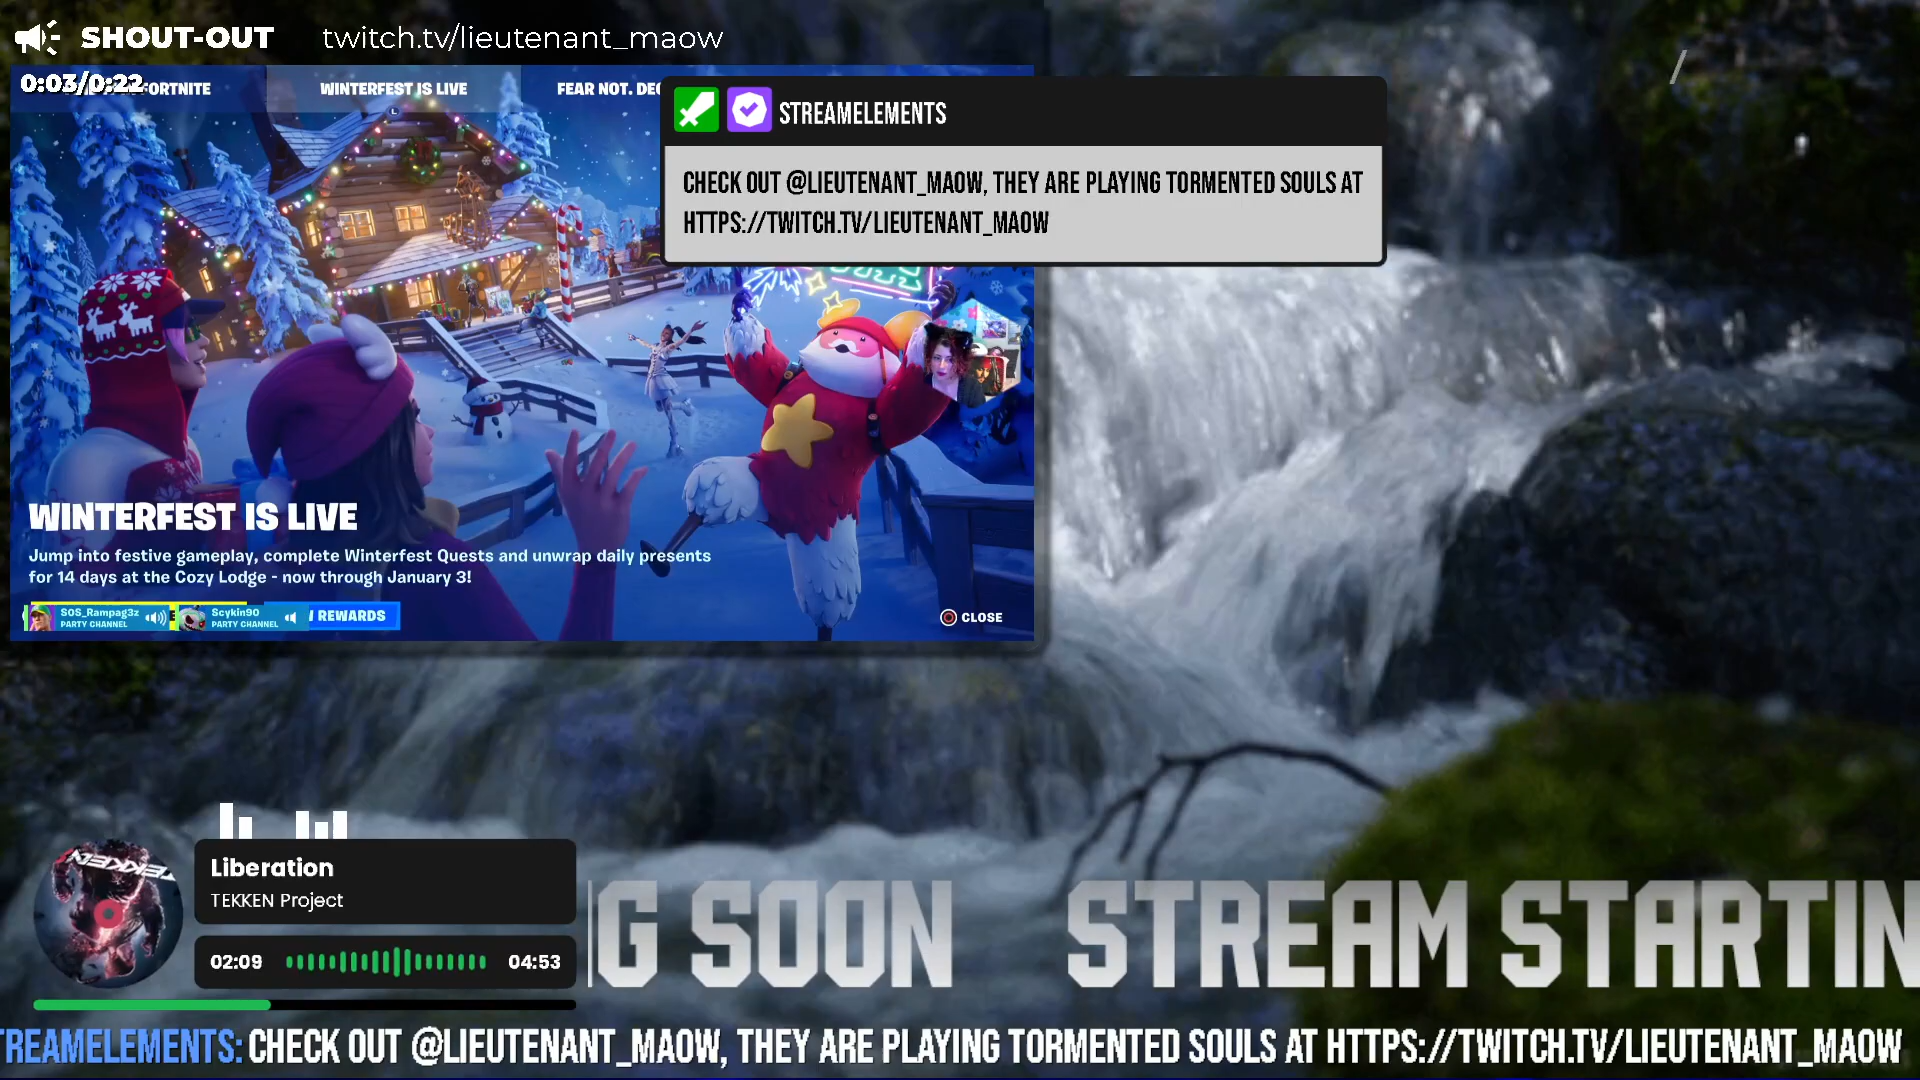 SHOUT-OUT twitch.tv/lieutenant_maow
0:03/0:22
ORTNITE WINTERFEST IS LIVE FEAR NOT. DEC
STREAMELEMENTS
CHECK OUT @LIEUTENANT_MAOW, THEY ARE PLAYING TORMENTED SOULS AT
HTTPS://TWITCH.TV/LIEUTENANT_MAOW
WINTERFEST IS LIVE
Jump into festive gameplay, complete Winterfest Quests and unwrap daily presents
for 14 days at the Cozy Lodge - now through January 3!
SOS_Rampag3z
PARTY CHANNEL
Scykin90
PARTY CHANNEL
REWARDS
CLOSE
TEKKEN
Liberation
TEKKEN Project
02:09 04:53
G SOON STREAM STARTIN
TREAMELEMENTS: CHECK OUT @LIEUTENANT_MAOW, THEY ARE PLAYING TORMENTED SOULS AT HTTPS://TWITCH.TV/LIEUTENANT_MAOW